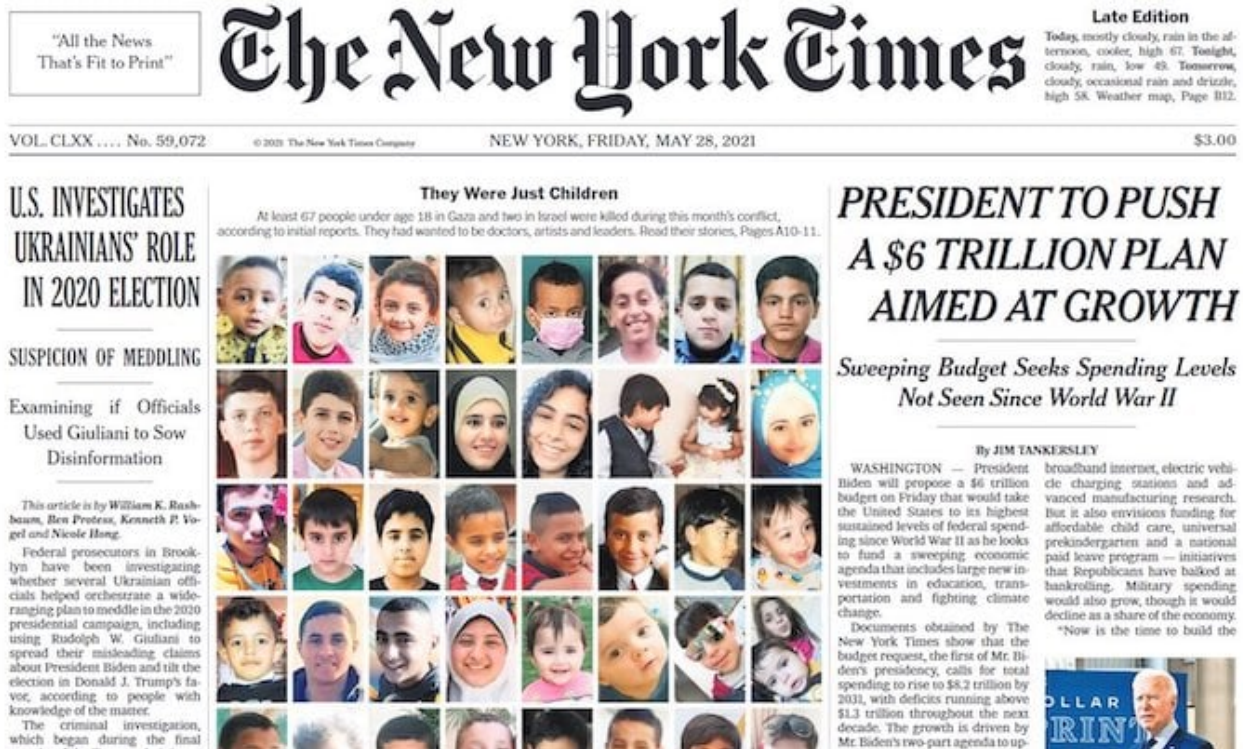 "All the News
That's Fit to Print"
The New York Times
Late Edition
Today, mostly cloudy, rain in the af-
ternoon, cooler, high 67. Tonight,
cloudy, rain, low 49. Tomorrow,
cloudy, occasional rain and drizzle,
high 58. Weather map, Page B12.
VOL. CLXX .... No. 59,072
© 2021 The New York Times Company
NEW YORK, FRIDAY, MAY 28, 2021
$3.00
U.S. INVESTIGATES
UKRAINIANS' ROLE
IN 2020 ELECTION
SUSPICION OF MEDDLING
Examining if Officials
Used Giuliani to Sow
Disinformation
This article is by William K. Rash-
baum, Ben Protess, Kenneth P. Vo-
gel and Nicole Hong.
Federal prosecutors in Brook-
lyn have been investigating
whether several Ukrainian offi-
cials helped orchestrate a wide-
ranging plan to meddle in the 2020
presidential campaign, including
using Rudolph W. Giuliani to
spread their misleading claims
about President Biden and tilt the
election in Donald J. Trump's fa-
vor, according to people with
knowledge of the matter.
The criminal investigation,
which began during the final
They Were Just Children
At least 67 people under age 18 in Gaza and two in Israel were killed during this month's conflict,
according to initial reports. They had wanted to be doctors, artists and leaders. Read their stories, Pages A10-11.
PRESIDENT TO PUSH
A $6 TRILLION PLAN
AIMED AT GROWTH
Sweeping Budget Seeks Spending Levels
Not Seen Since World War II
By JIM TANKERSLEY
WASHINGTON — President
Biden will propose a $6 trillion
budget on Friday that would take
the United States to its highest
sustained levels of federal spend-
ing since World War II as he looks
to fund a sweeping economic
agenda that includes large new in-
vestments in education, trans-
portation and fighting climate
change.
Documents obtained by The
New York Times show that the
budget request, the first of Mr. Bi-
den's presidency, calls for total
spending to rise to $8.2 trillion by
2031, with deficits running above
$1.3 trillion throughout the next
decade. The growth is driven by
Mr. Biden's two-part agenda to up-
broadband internet, electric vehi-
cle charging stations and ad-
vanced manufacturing research.
But it also envisions funding for
affordable child care, universal
prekindergarten and a national
paid leave program — initiatives
that Republicans have balked at
bankrolling. Military spending
would also grow, though it would
decline as a share of the economy.
"Now is the time to build the
OLLAR
RINT